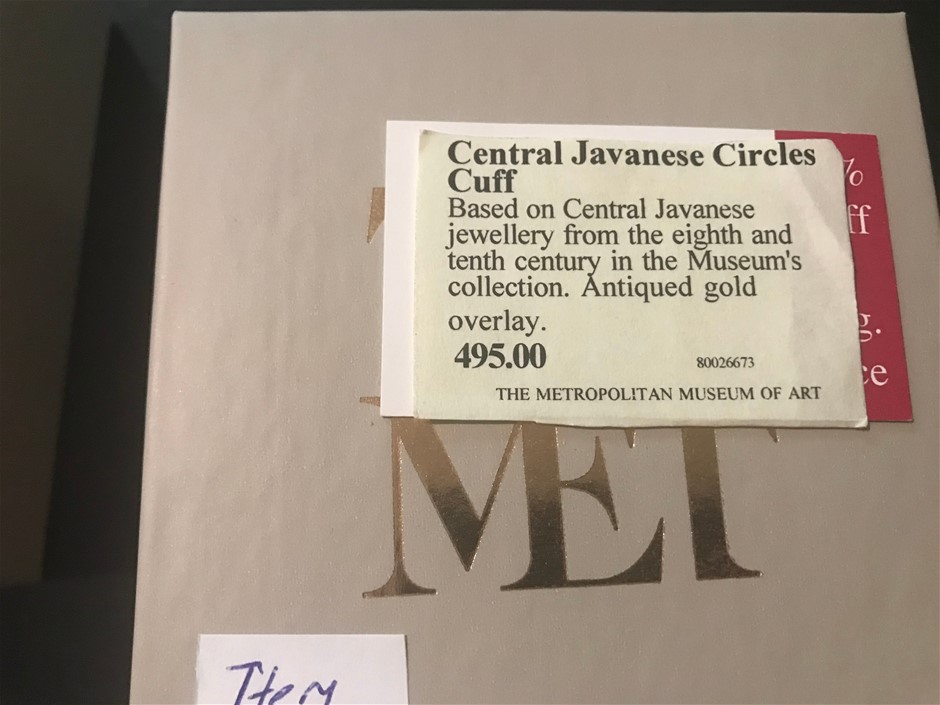 Central Javanese Circles
Cuff
Based on Central Javanese
jewellery from the eighth and
tenth century in the Museum's
collection. Antiqued gold
overlay.
495.00 80026673
THE METROPOLITAN MUSEUM OF ART
MET
Item